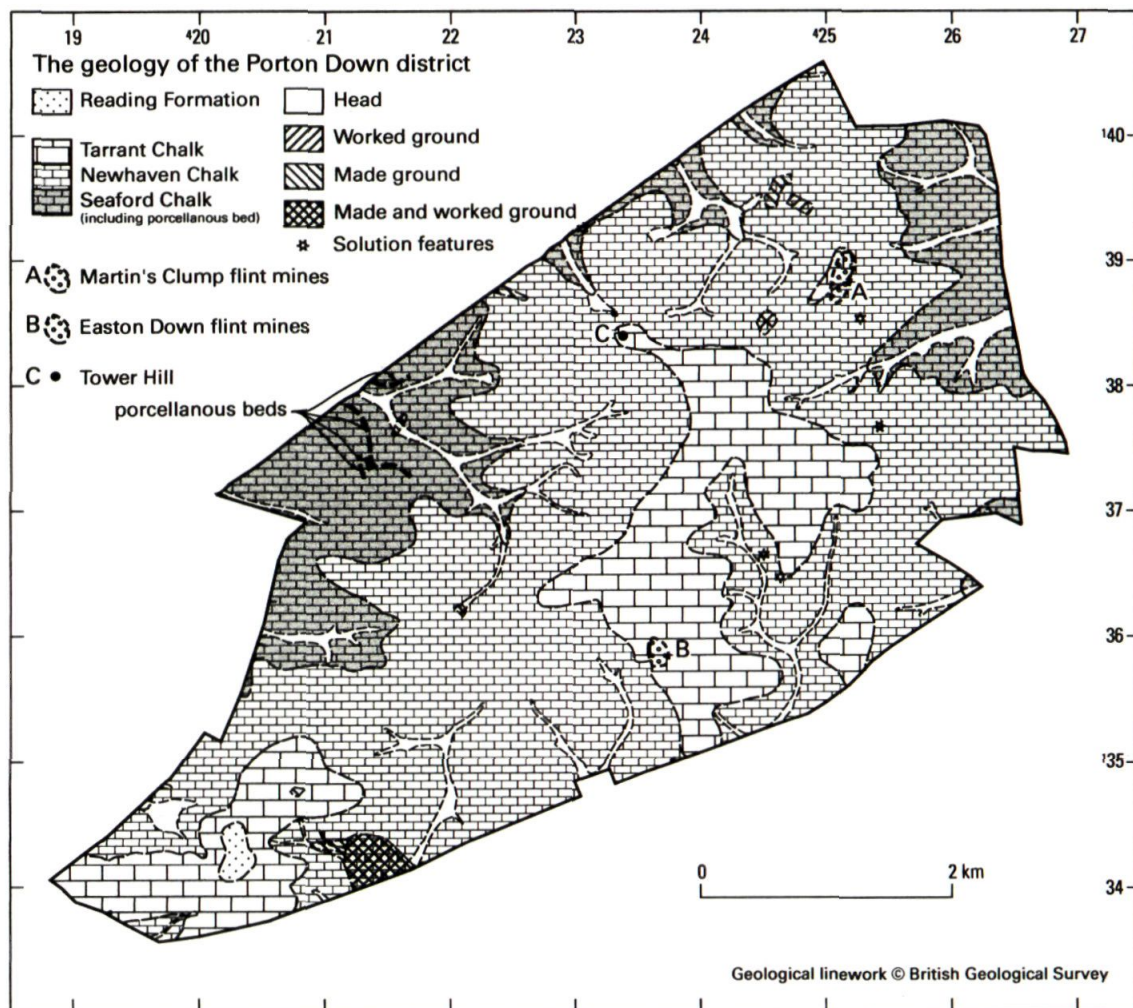 19 ⁴20 21 22 23 24 ⁴25 26 27
The geology of the Porton Down district
Reading Formation
Tarrant Chalk
Newhaven Chalk
Seaford Chalk
(including porcellanous bed)
Head
Worked ground
Made ground
Made and worked ground
Solution features
A Martin's Clump flint mines
B Easton Down flint mines
C Tower Hill
porcellanous beds
¹40
39
38
37
36
¹35
34
A
C
B
0 2 km
Geological linework © British Geological Survey